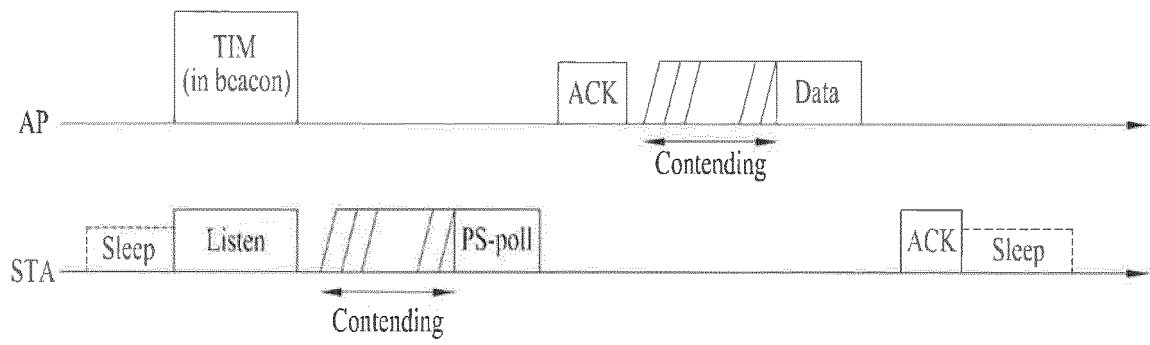 TIM
(in beacon)
AP
ACK
Data
Contending
Sleep
Listen
PS-poll
ACK
Sleep
STA
Contending